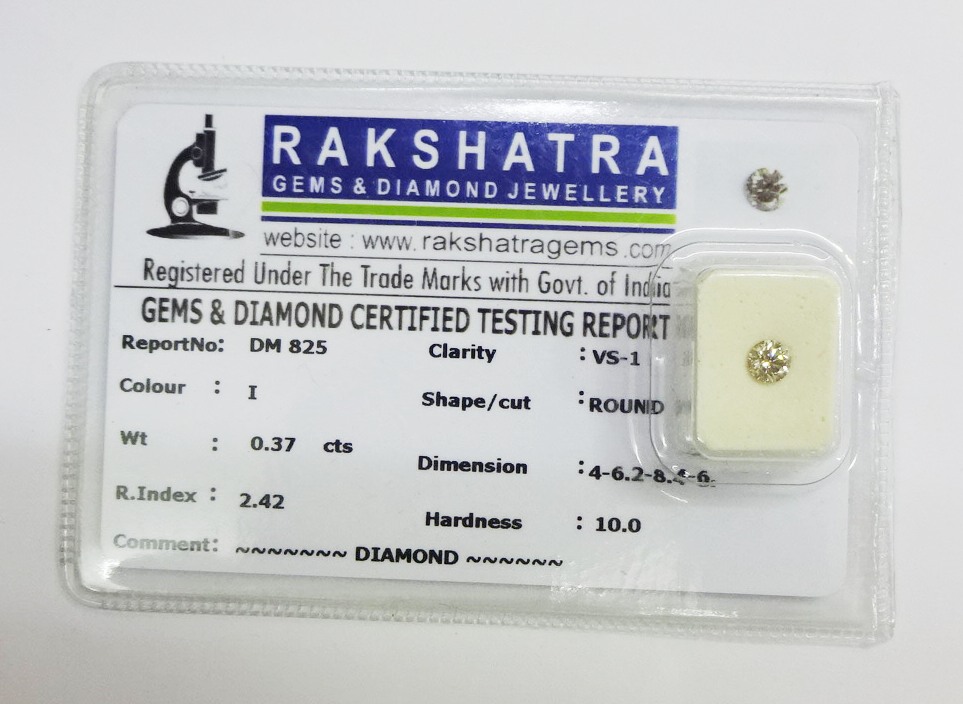 RAKSHATRA
GEMS & DIAMOND JEWELLERY
website : www.rakshatragems.com
Registered Under The Trade Marks with Govt. of India
GEMS & DIAMOND CERTIFIED TESTING REPORT
ReportNo: DM 825 Clarity : VS-1
Colour : I Shape/cut : ROUND
Wt : 0.37 cts Dimension :
R.Index : 2.42 Hardness : 10.0
Comment: ~~~~~~~ DIAMOND ~~~~~~